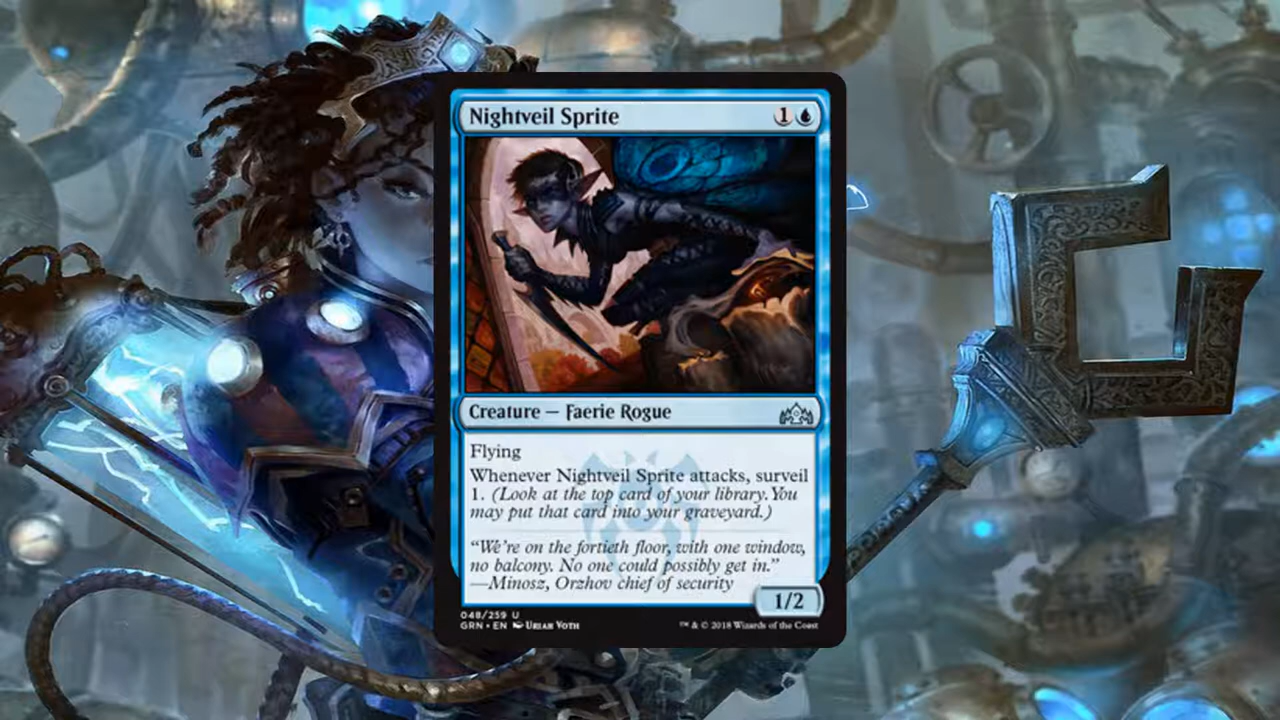 Nightveil Sprite 1
Creature — Faerie Rogue
Flying
Whenever Nightveil Sprite attacks, surveil
1. (Look at the top card of your library. You
may put that card into your graveyard.)
"We're on the fortieth floor, with one window,
no balcony. No one could possibly get in."
—Minosz, Orzhov chief of security
1/2
048/259 U
GRN • EN Uriah Voth
™ & © 2018 Wizards of the Coast